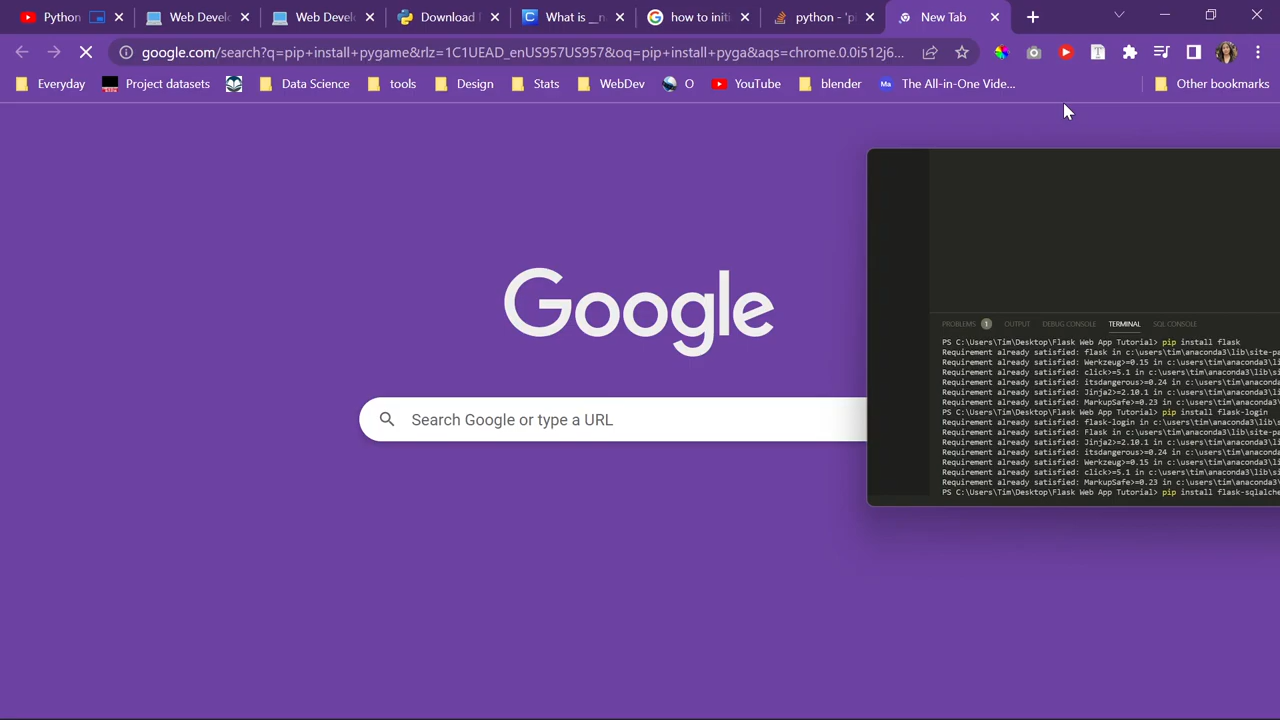 Python
Web Devel
Web Devel
Download
What is __n
how to initi
python - 'p
New Tab
google.com/search?q=pip+install+pygame&rlz=1C1UEAD_enUS957US957&oq=pip+install+pyga&aqs=chrome.0.0i512j6...
Everyday
Project datasets
Data Science
tools
Design
Stats
WebDev
O
YouTube
blender
The All-in-One Vide...
Other bookmarks
Google
Search Google or type a URL
PROBLEMS 1 OUTPUT DEBUG CONSOLE TERMINAL SQL CONSOLE
PS C:\Users\Tim\Desktop\Flask Web App Tutorial> pip install flask
Requirement already satisfied: flask in c:\users\tim\anaconda3\lib\site-pa
Requirement already satisfied: Werkzeug>=0.15 in c:\users\tim\anaconda3\li
Requirement already satisfied: click>=5.1 in c:\users\tim\anaconda3\lib\si
Requirement already satisfied: itsdangerous>=0.24 in c:\users\tim\anaconda
Requirement already satisfied: Jinja2>=2.10.1 in c:\users\tim\anaconda3\li
Requirement already satisfied: MarkupSafe>=0.23 in c:\users\tim\anaconda3\
PS C:\Users\Tim\Desktop\Flask Web App Tutorial> pip install flask-login
Requirement already satisfied: flask-login in c:\users\tim\anaconda3\lib\s
Requirement already satisfied: Flask in c:\users\tim\anaconda3\lib\site-pa
Requirement already satisfied: Jinja2>=2.10.1 in c:\users\tim\anaconda3\li
Requirement already satisfied: itsdangerous>=0.24 in c:\users\tim\anaconda
Requirement already satisfied: Werkzeug>=0.15 in c:\users\tim\anaconda3\li
Requirement already satisfied: click>=5.1 in c:\users\tim\anaconda3\lib\si
Requirement already satisfied: MarkupSafe>=0.23 in c:\users\tim\anaconda3\
PS C:\Users\Tim\Desktop\Flask Web App Tutorial> pip install flask-sqlalche